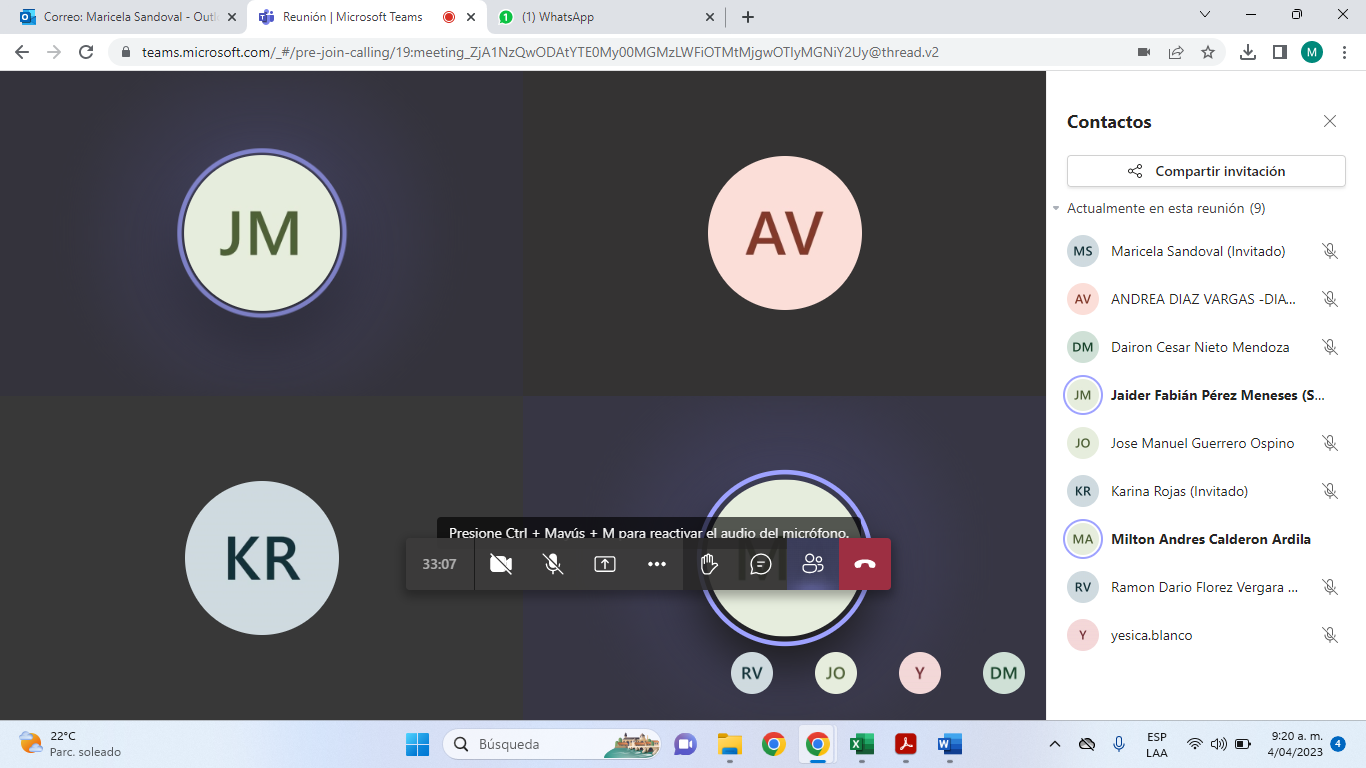 Correo: Maricela Sandoval - Outl
Reunión | Microsoft Teams
(1) WhatsApp
teams.microsoft.com/_#/pre-join-calling/19:meeting_ZjA1NzQwODAtYTE0My00MGMzLWFiOTMtMjgwOTIyMGNiY2Uy@thread.v2
M
JM
AV
KR
Presione Ctrl + Mayús + M para reactivar el audio del micrófono.
33:07
RV
JO
Y
DM
Contactos
Compartir invitación
Actualmente en esta reunión (9)
MS Maricela Sandoval (Invitado)
AV ANDREA DIAZ VARGAS -DIA...
DM Dairon Cesar Nieto Mendoza
JM Jaider Fabián Pérez Meneses (S...
JO Jose Manuel Guerrero Ospino
KR Karina Rojas (Invitado)
MA Milton Andres Calderon Ardila
RV Ramon Dario Florez Vergara ...
Y yesica.blanco
22°C
Parc. soleado
Búsqueda
ESP
LAA
9:20 a. m.
4/04/2023
4